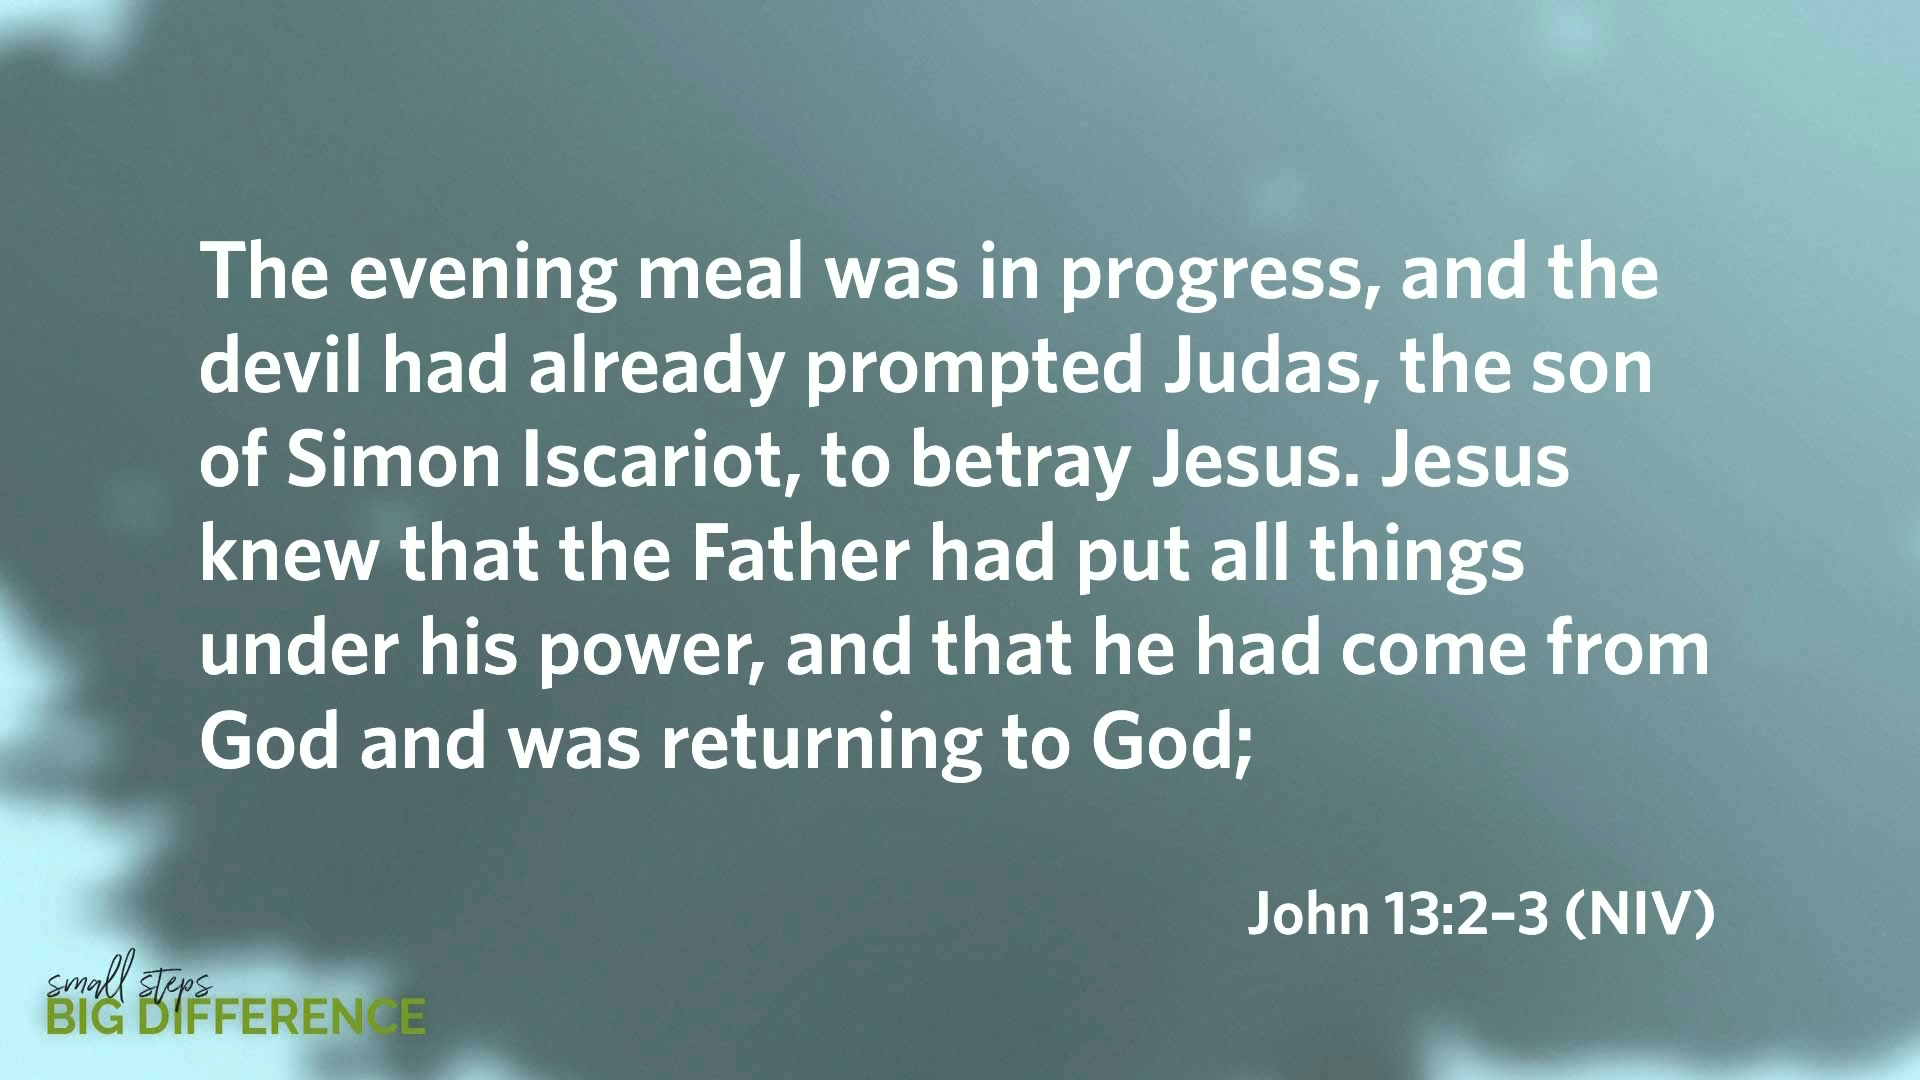 The evening meal was in progress, and the
devil had already prompted Judas, the son
of Simon Iscariot, to betray Jesus. Jesus
knew that the Father had put all things
under his power, and that he had come from
God and was returning to God;
John 13:2–3 (NIV)
small steps
BIG DIFFERENCE